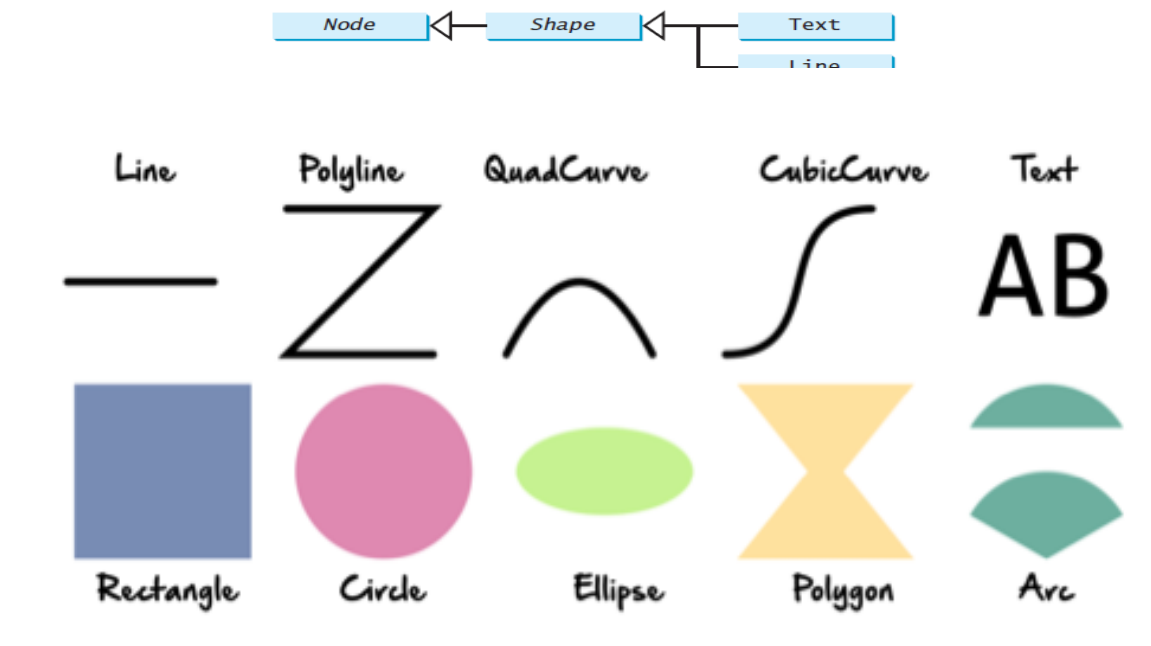 Node Shape Text
Line
Line Polyline QuadCurve CubicCurve Text
AB
Rectangle Circle Ellipse Polygon Arc